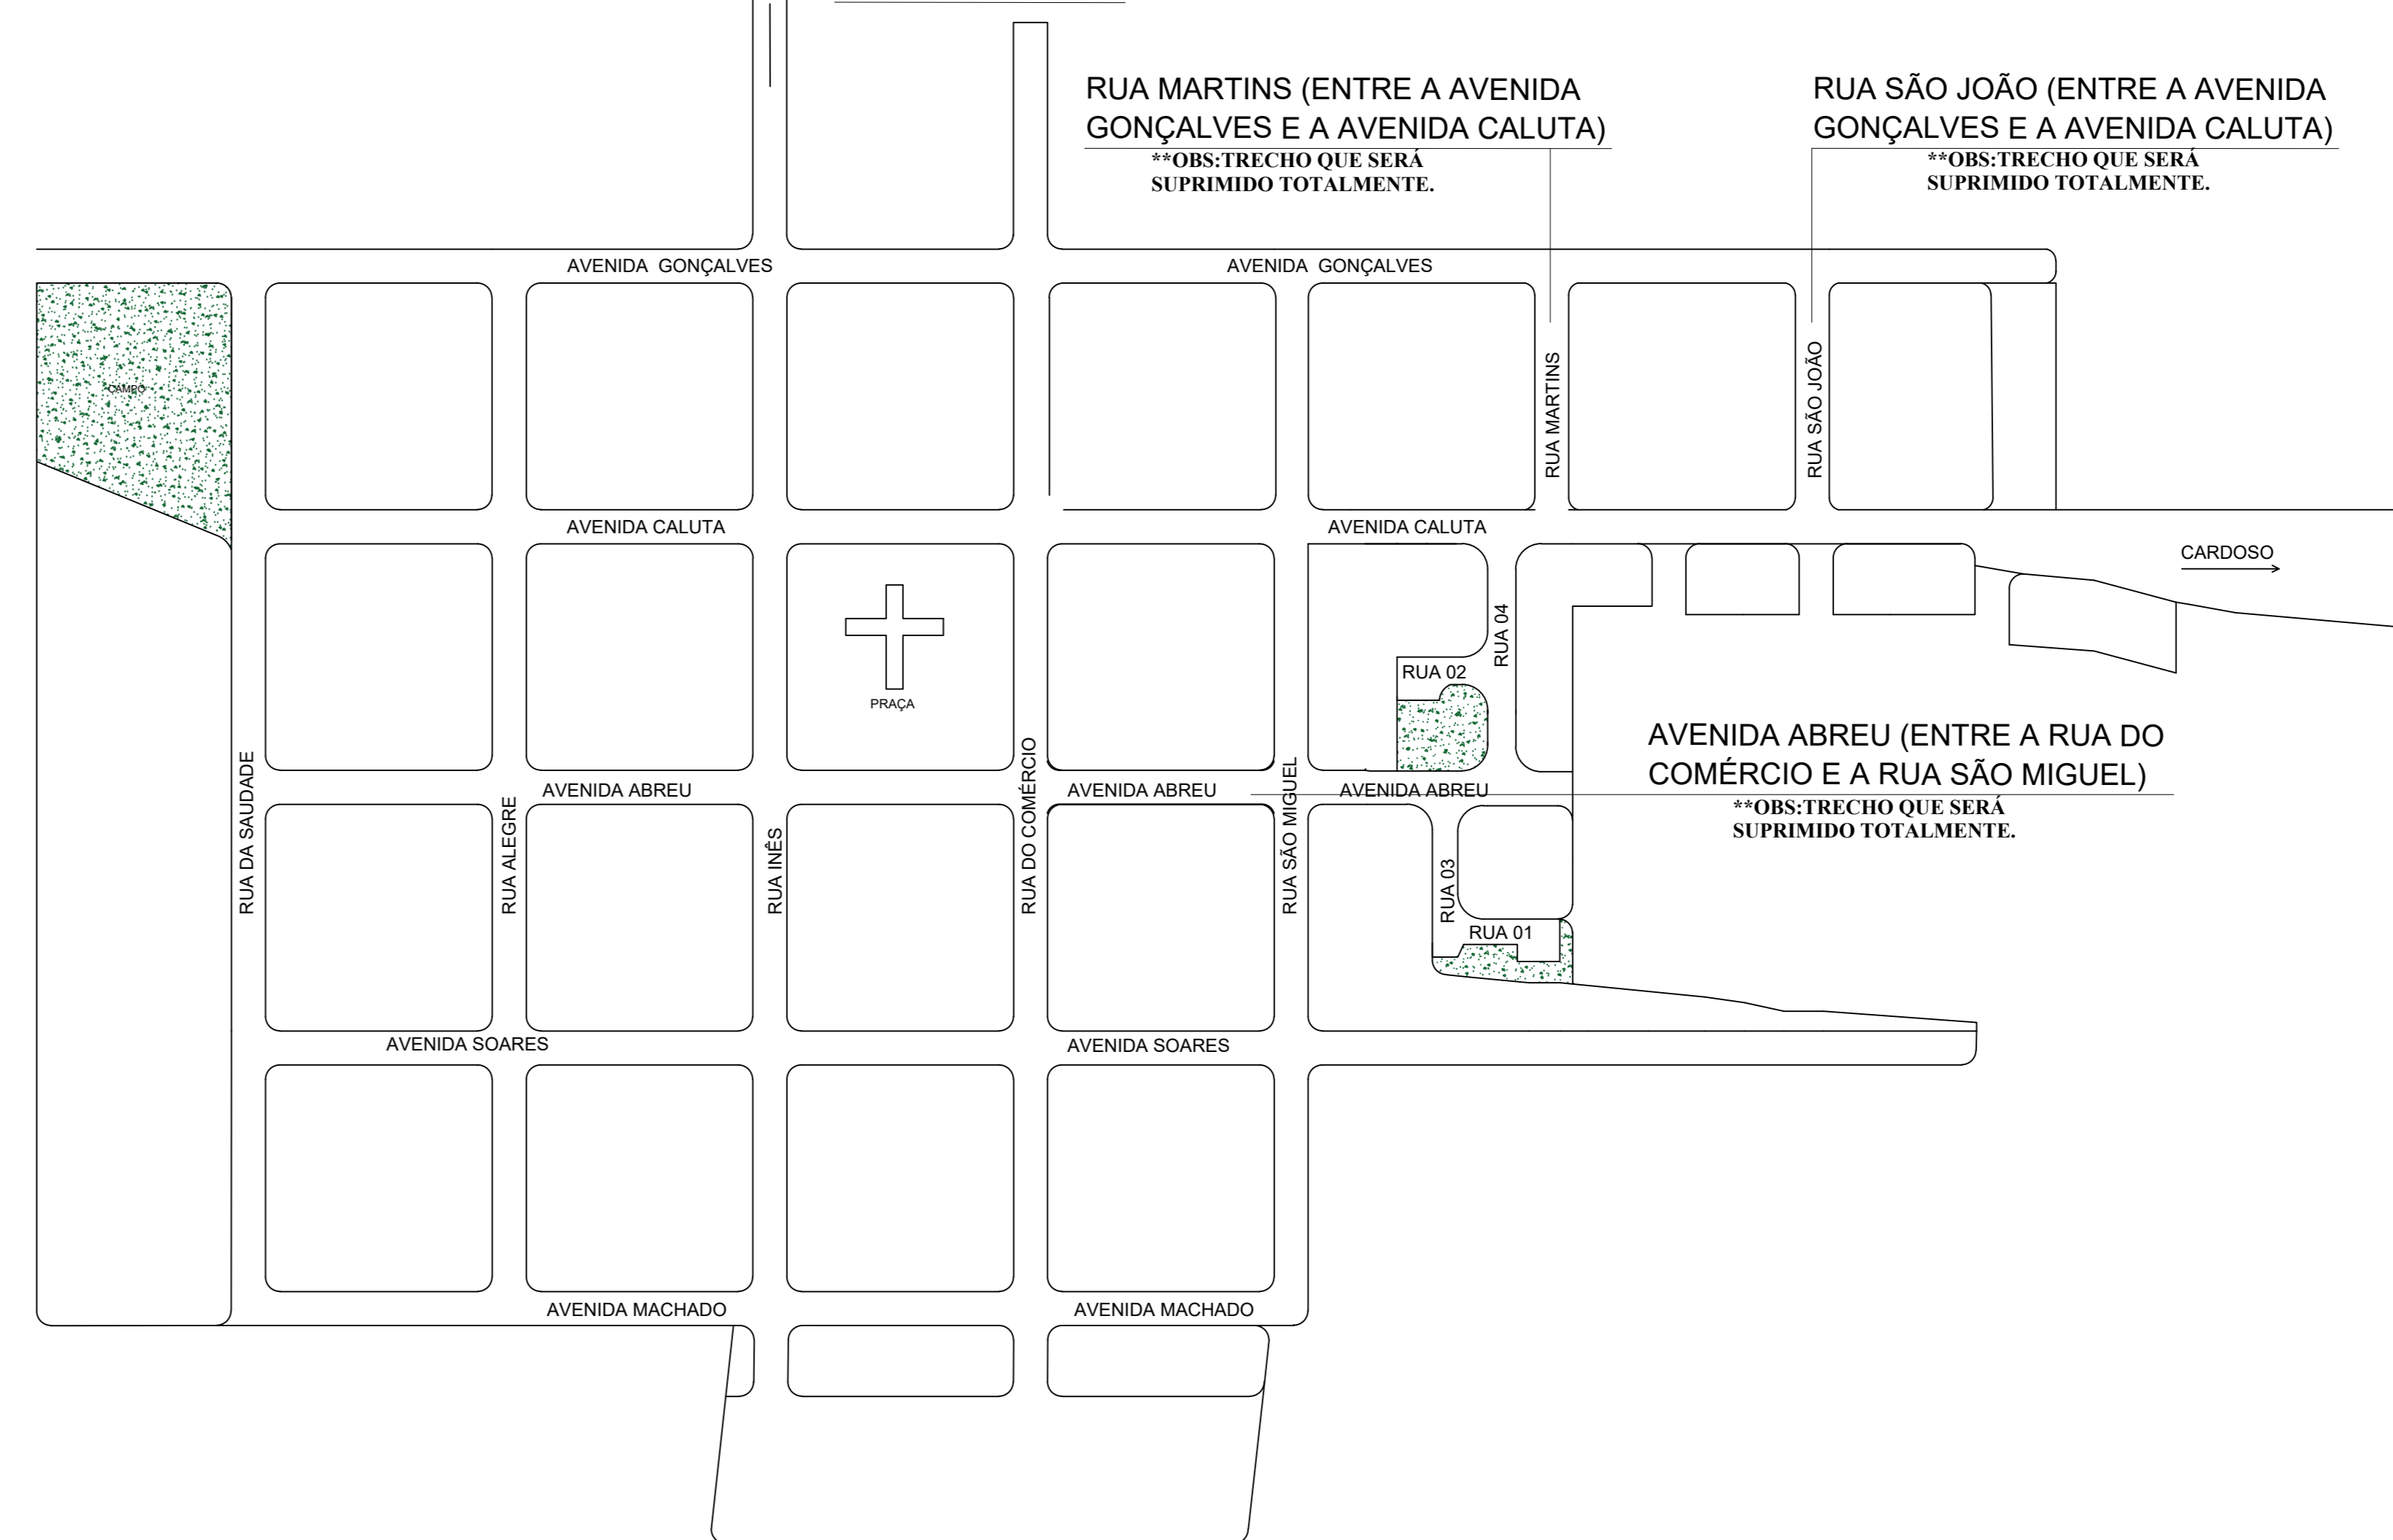 RUA MARTINS (ENTRE A AVENIDA
GONÇALVES E A AVENIDA CALUTA)
**OBS:TRECHO QUE SERÁ
SUPRIMIDO TOTALMENTE.
RUA SÃO JOÃO (ENTRE A AVENIDA
GONÇALVES E A AVENIDA CALUTA)
**OBS:TRECHO QUE SERÁ
SUPRIMIDO TOTALMENTE.
AVENIDA GONÇALVES
AVENIDA GONÇALVES
CAMPO
RUA MARTINS
RUA SÃO JOÃO
AVENIDA CALUTA
AVENIDA CALUTA
CARDOSO
RUA 04
RUA 02
PRAÇA
AVENIDA ABREU (ENTRE A RUA DO
COMÉRCIO E A RUA SÃO MIGUEL)
**OBS:TRECHO QUE SERÁ
SUPRIMIDO TOTALMENTE.
AVENIDA ABREU
AVENIDA ABREU
AVENIDA ABREU
RUA DA SAUDADE
RUA ALEGRE
RUA INÊS
RUA DO COMÉRCIO
RUA SÃO MIGUEL
RUA 03
RUA 01
AVENIDA SOARES
AVENIDA SOARES
AVENIDA MACHADO
AVENIDA MACHADO